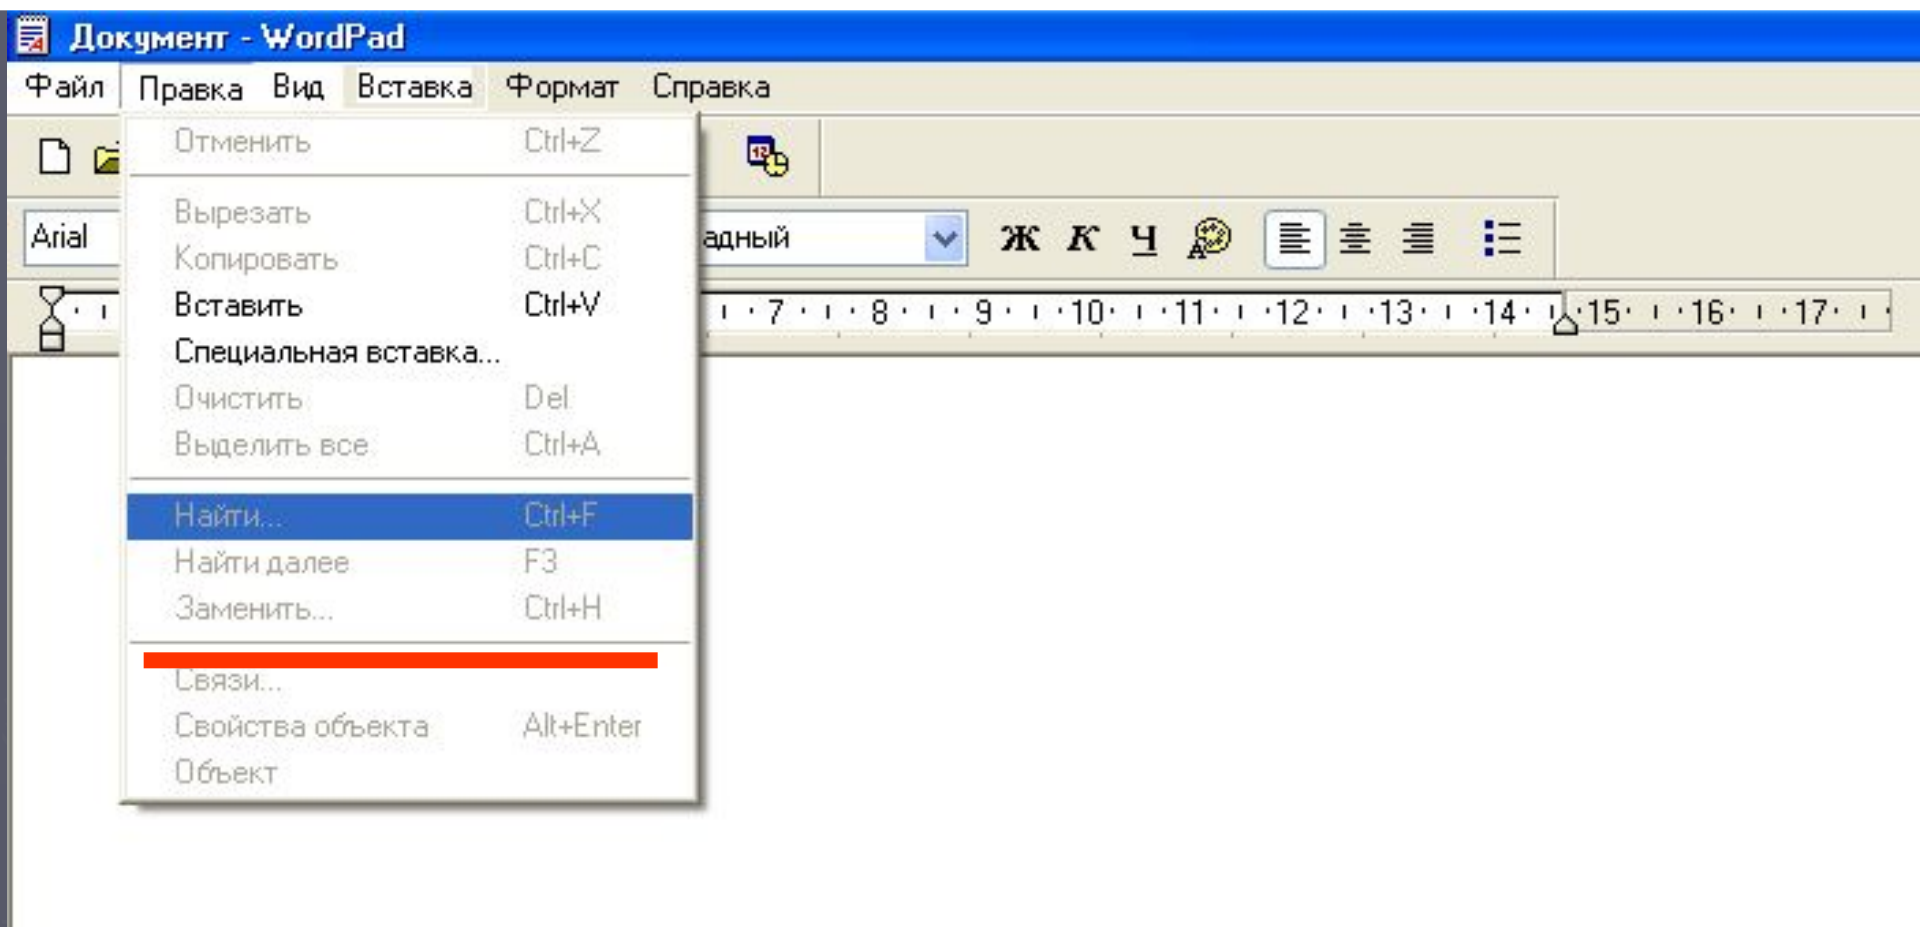 Документ - WordPad
Файл Правка Вид Вставка Формат Справка
Отменить Ctrl+Z
Вырезать Ctrl+X
Arial адный Ж К Ч
Копировать Ctrl+C
Вставить Ctrl+V
7 8 9 10 11 12 13 14 15 16 17
Специальная вставка...
Очистить Del
Выделить все Ctrl+A
Найти... Ctrl+F
Найти далее F3
Заменить... Ctrl+H
Связи...
Свойства объекта Alt+Enter
Объект